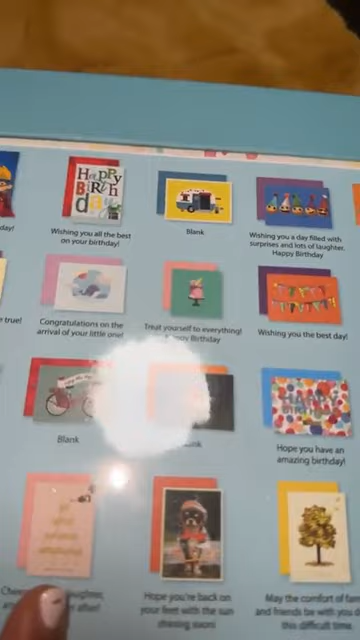 Happy
Birth
day
day!
Wishing you all the best
on your birthday!
Blank
Wishing you a day filled with
surprises and lots of laughter.
Happy Birthday
true!
Congratulations on the
arrival of your little one!
Treat yourself to everything!
Happy Birthday
Wishing you the best day!
Blank
HAPPY
BIRTHDAY
Hope you have an
amazing birthday!
Hope you're back on
your feet with the sun
shining soon!
May the comfort of
and friends be with you
this difficult time.